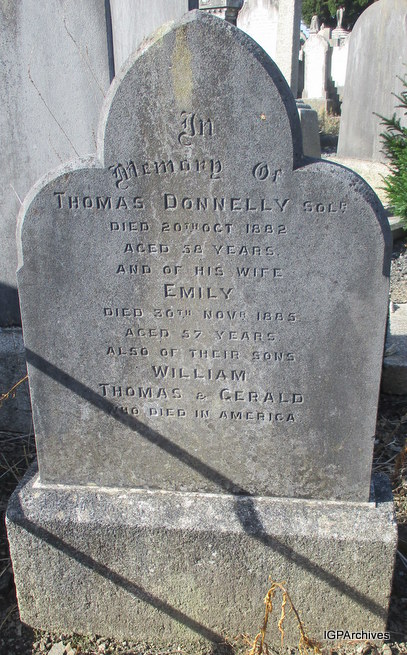 In
Memory Of
THOMAS DONNELLY SOLR
DIED 20TH OCT 1882
AGED 58 YEARS.
AND OF HIS WIFE
EMILY
DIED 30TH NOVR 1885
AGED 57 YEARS
ALSO OF THEIR SONS
WILLIAM
THOMAS & GERALD
WHO DIED IN AMERICA
IGPArchives